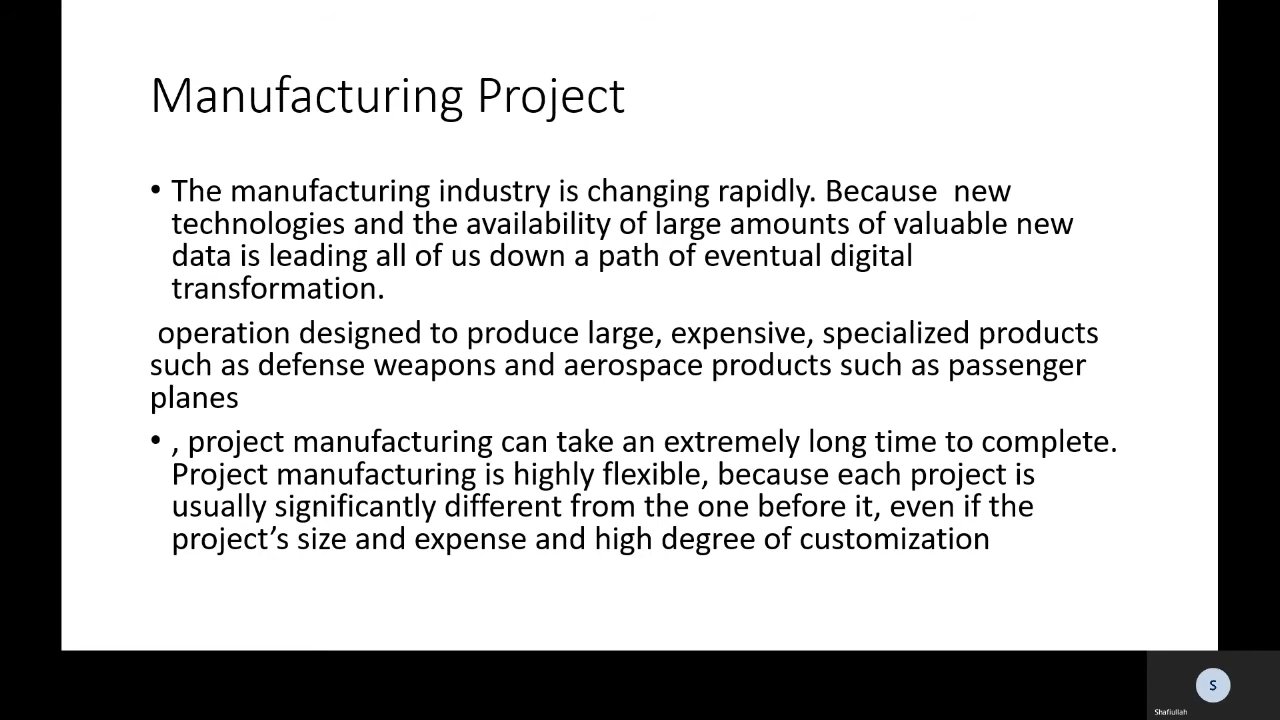 Manufacturing Project
• The manufacturing industry is changing rapidly. Because  new
technologies and the availability of large amounts of valuable new
data is leading all of us down a path of eventual digital
transformation.
operation designed to produce large, expensive, specialized products
such as defense weapons and aerospace products such as passenger
planes
• , project manufacturing can take an extremely long time to complete.
Project manufacturing is highly flexible, because each project is
usually significantly different from the one before it, even if the
project’s size and expense and high degree of customization
S
Shafiullah